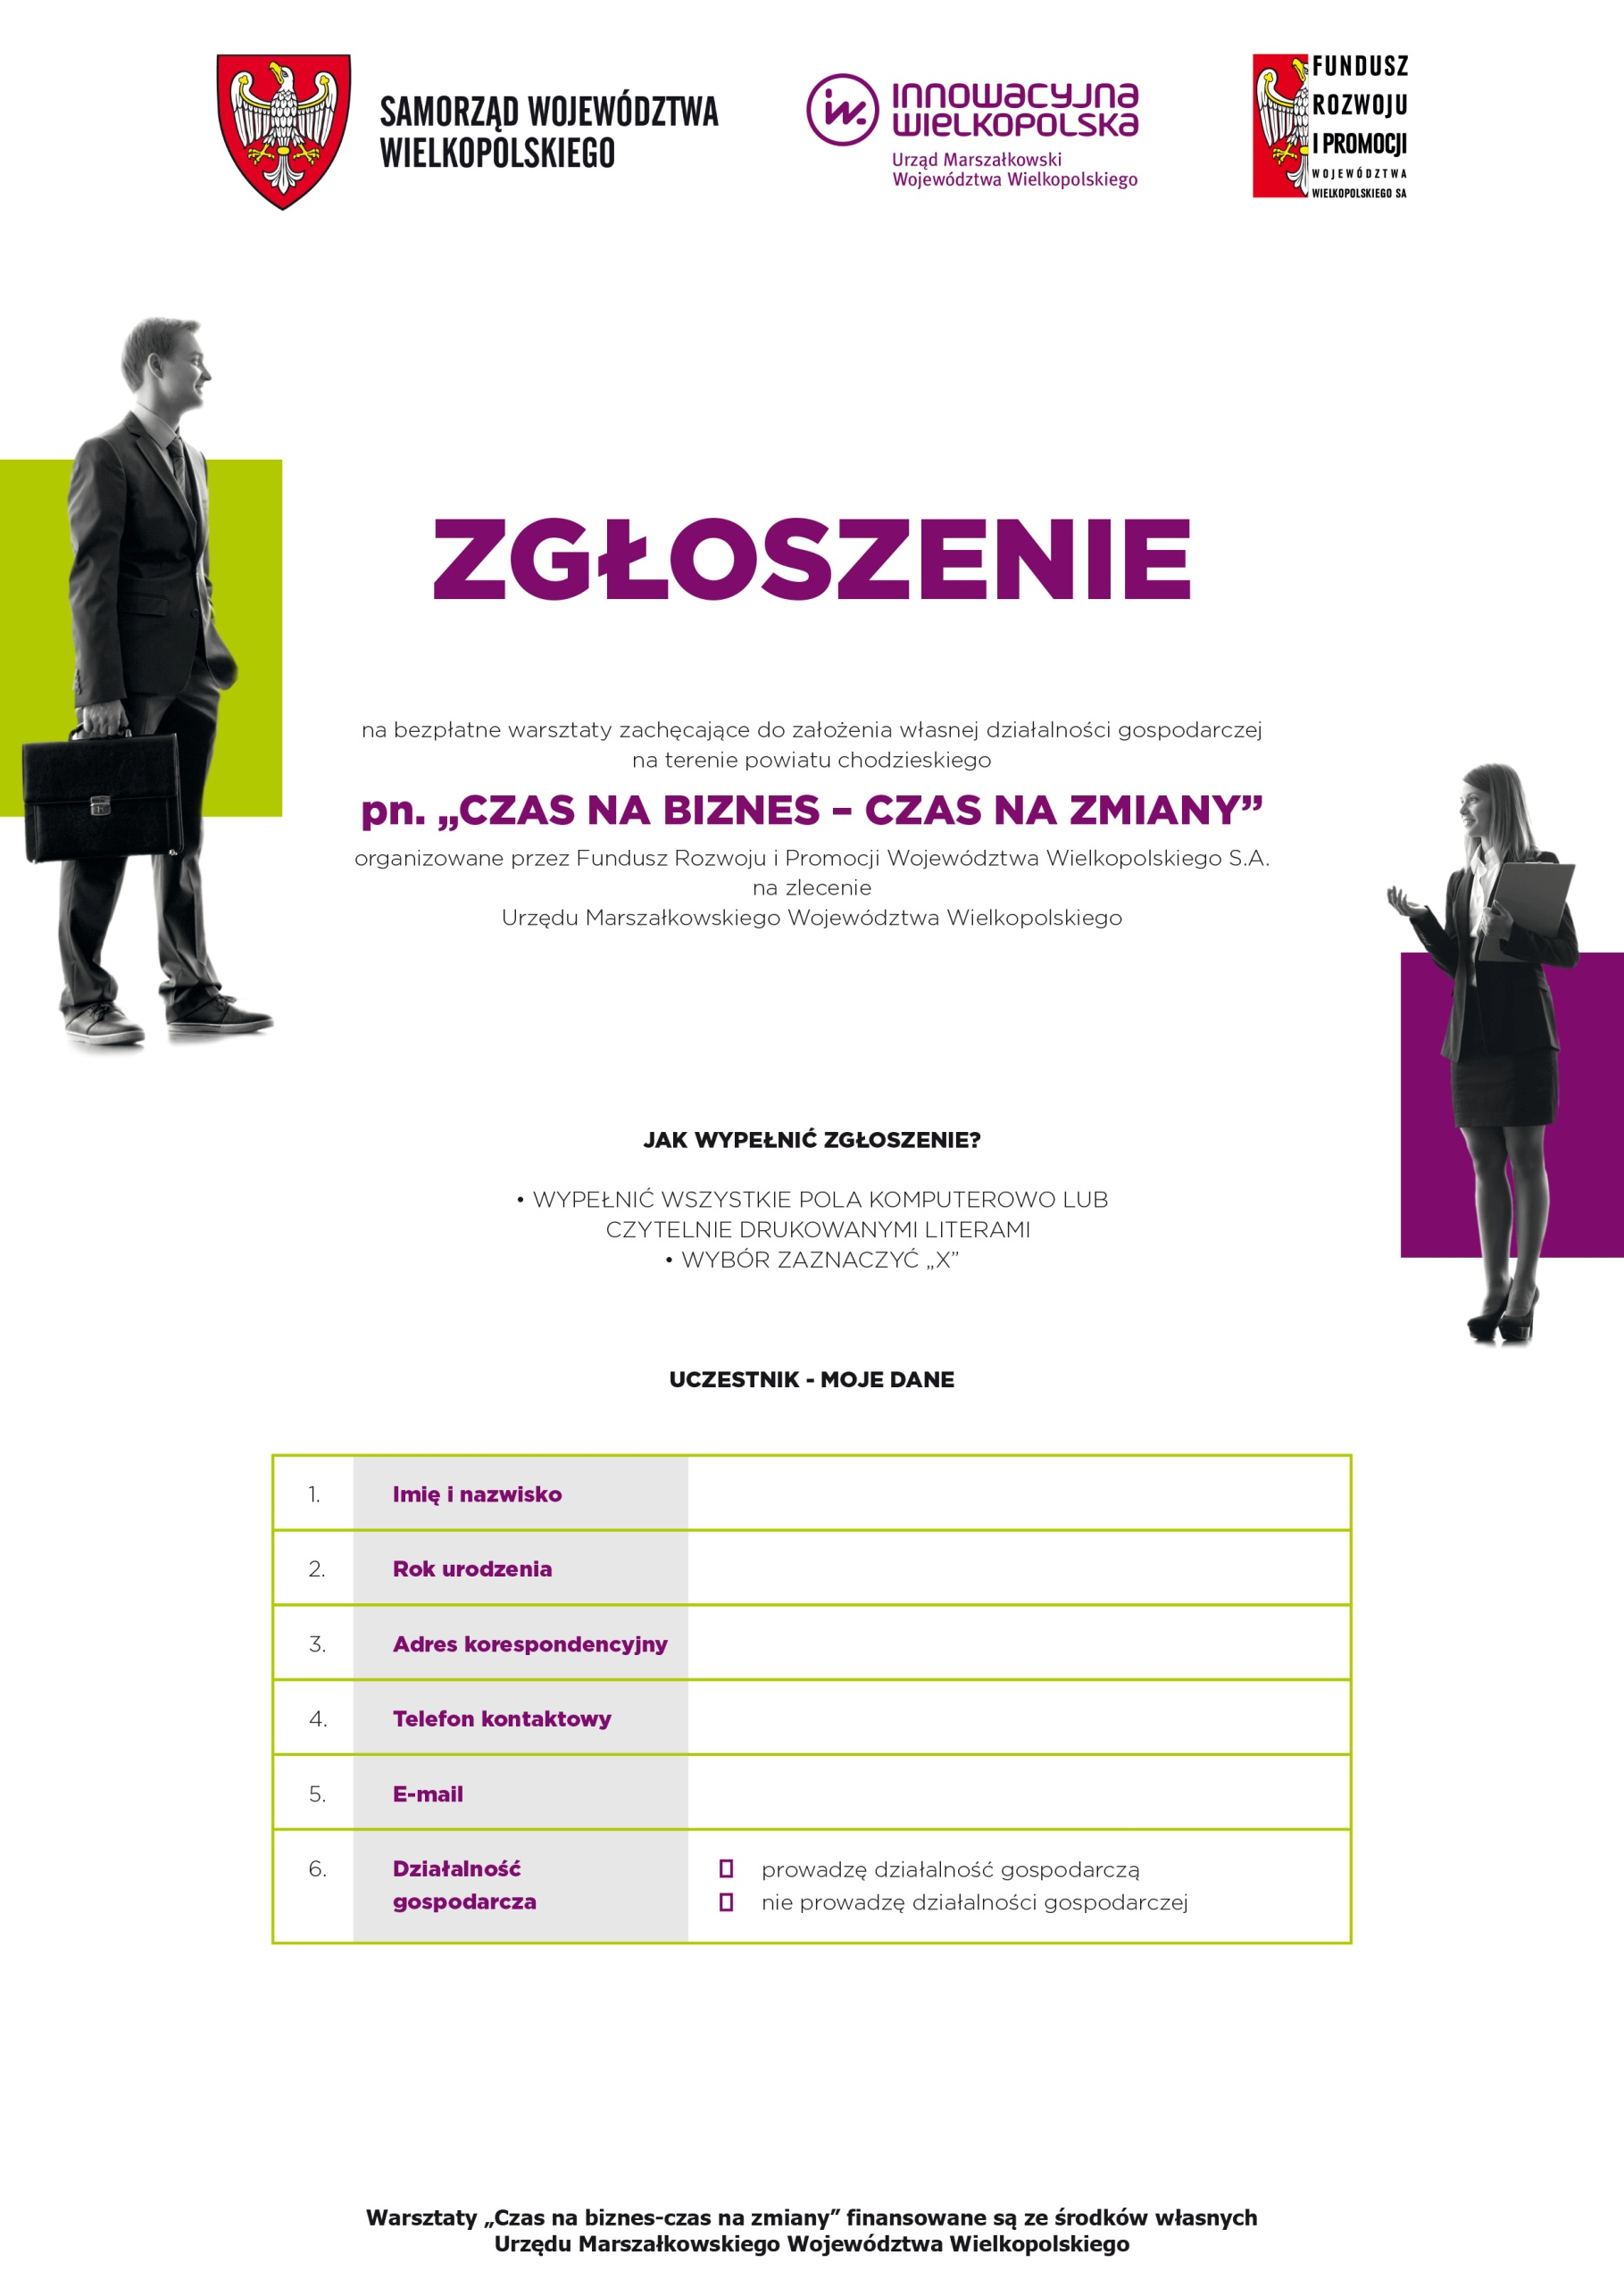 SAMORZĄD WOJEWÓDZTWA
WIELKOPOLSKIEGO
iw.
INNOWACYJNA
WIELKOPOLSKA
Urząd Marszałkowski
Województwa Wielkopolskiego
FUNDUSZ
ROZWOJU
I PROMOCJI
WOJEWÓDZTWA
WIELKOPOLSKIEGO SA
ZGŁOSZENIE
na bezpłatne warsztaty zachęcające do założenia własnej działalności gospodarczej
na terenie powiatu chodzieskiego
pn. „CZAS NA BIZNES – CZAS NA ZMIANY”
organizowane przez Fundusz Rozwoju i Promocji Województwa Wielkopolskiego S.A.
na zlecenie
Urzędu Marszałkowskiego Województwa Wielkopolskiego
JAK WYPEŁNIĆ ZGŁOSZENIE?
• WYPEŁNIĆ WSZYSTKIE POLA KOMPUTEROWO LUB
CZYTELNIE DRUKOWANYMI LITERAMI
• WYBÓR ZAZNACZYĆ „X”
UCZESTNIK - MOJE DANE
1. Imię i nazwisko
2. Rok urodzenia
3. Adres korespondencyjny
4. Telefon kontaktowy
5. E-mail
6. Działalność gospodarcza
prowadzę działalność gospodarczą
nie prowadzę działalności gospodarczej
Warsztaty „Czas na biznes-czas na zmiany” finansowane są ze środków własnych
Urzędu Marszałkowskiego Województwa Wielkopolskiego